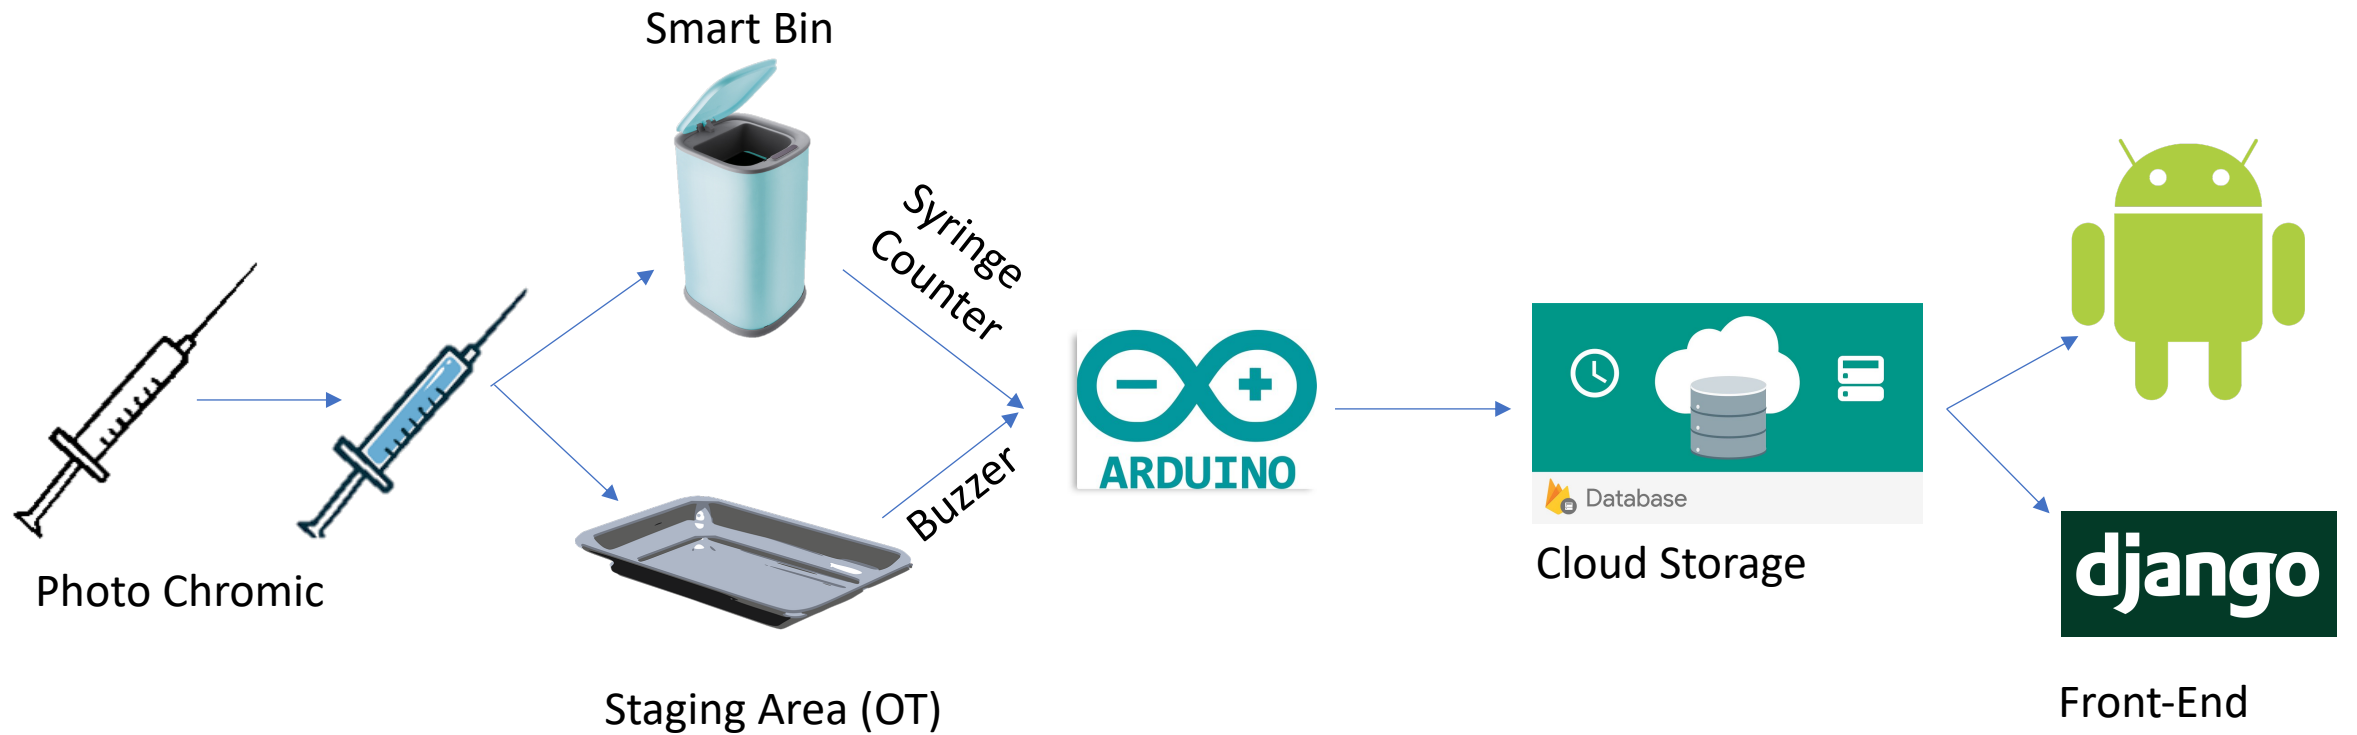 Smart Bin
Syringe
Counter
Buzzer
Photo Chromic
Staging Area (OT)
ARDUINO
Database
Cloud Storage
django
Front-End